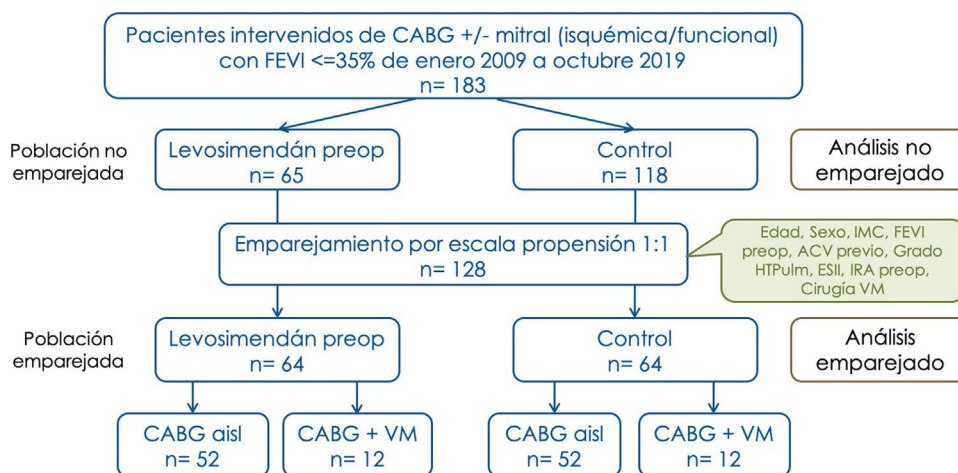 Pacientes intervenidos de CABG +/- mitral (isquémica/funcional)
con FEVI <=35% de enero 2009 a octubre 2019
n= 183
Población no
emparejada
Levosimendán preop
n= 65
Control
n= 118
Análisis no
emparejado
Emparejamiento por escala propensión 1:1
n= 128
Edad, Sexo, IMC, FEVI
preop, ACV previo, Grado
HTPulm, ESII, IRA preop,
Cirugía VM
Población
emparejada
Levosimendán preop
n= 64
Control
n= 64
Análisis
emparejado
CABG aisl
n= 52
CABG + VM
n= 12
CABG aisl
n= 52
CABG + VM
n= 12